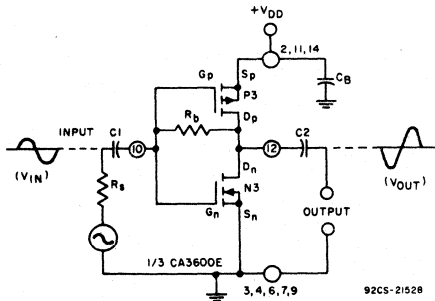 +VDD
2, 11, 14
Sp
Gp
P3
CB
Rb
Dp
INPUT
C1
10
12
C2
(VIN)
Dn
(VOUT)
Rs
N3
Gn
Sn
OUTPUT
1/3 CA3600E
3, 4, 6, 7, 9
92CS-21528